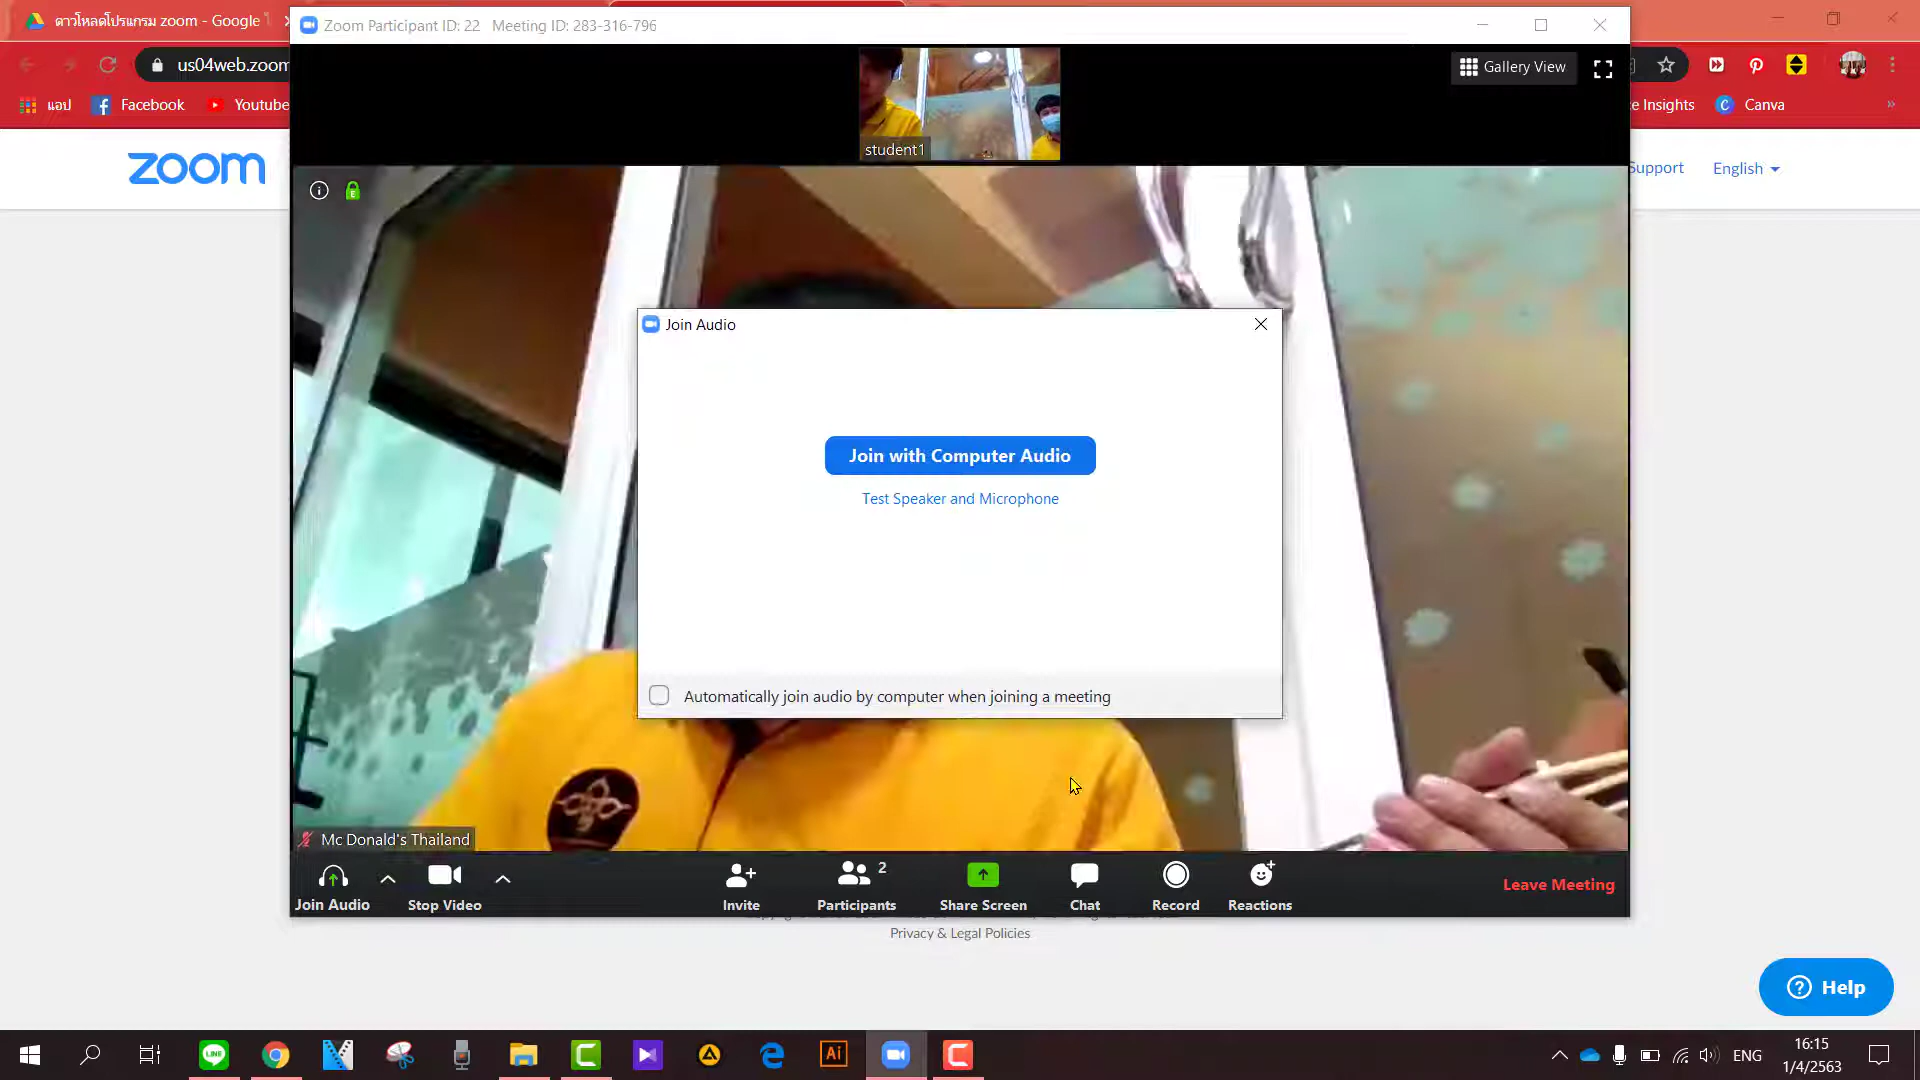 ดาวโหลดโปรแกรม zoom - Google
Zoom Participant ID: 22 Meeting ID: 283-316-796
us04web.zoom
Gallery View
แอป
Facebook
Youtube
e Insights
Canva
student1
zoom
Support
English
Join Audio
Join with Computer Audio
Test Speaker and Microphone
Automatically join audio by computer when joining a meeting
Mc Donald's Thailand
2
Join Audio
Stop Video
Invite
Participants
Share Screen
Chat
Record
Reactions
Leave Meeting
Privacy & Legal Policies
Help
LINE
Ai
ENG
16:15
1/4/2563